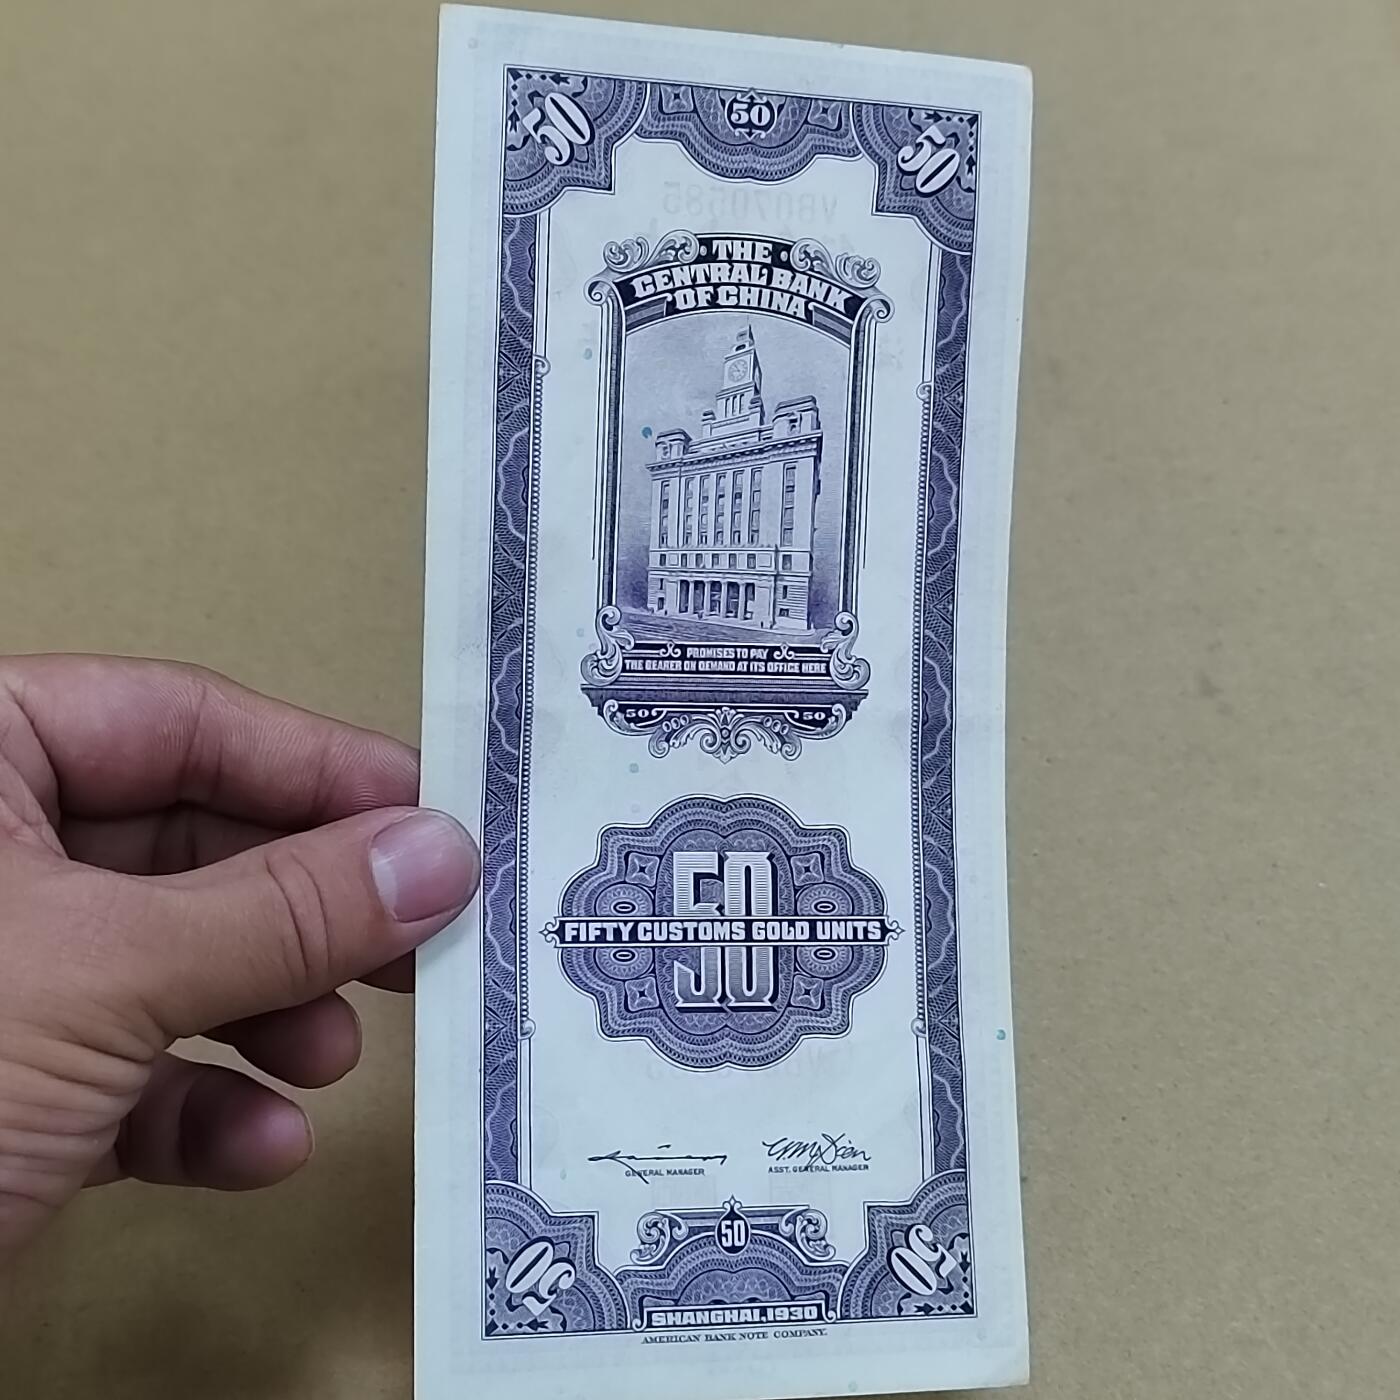 50 50 50
THE
CENTRAL BANK
OF CHINA
PROMISES TO PAY
THE BEARER ON DEMAND AT ITS OFFICE HERE
50 50
50
FIFTY CUSTOMS GOLD UNITS
GENERAL MANAGER ASST. GENERAL MANAGER
50 50 50
SHANGHAI, 1930
AMERICAN BANK NOTE COMPANY.